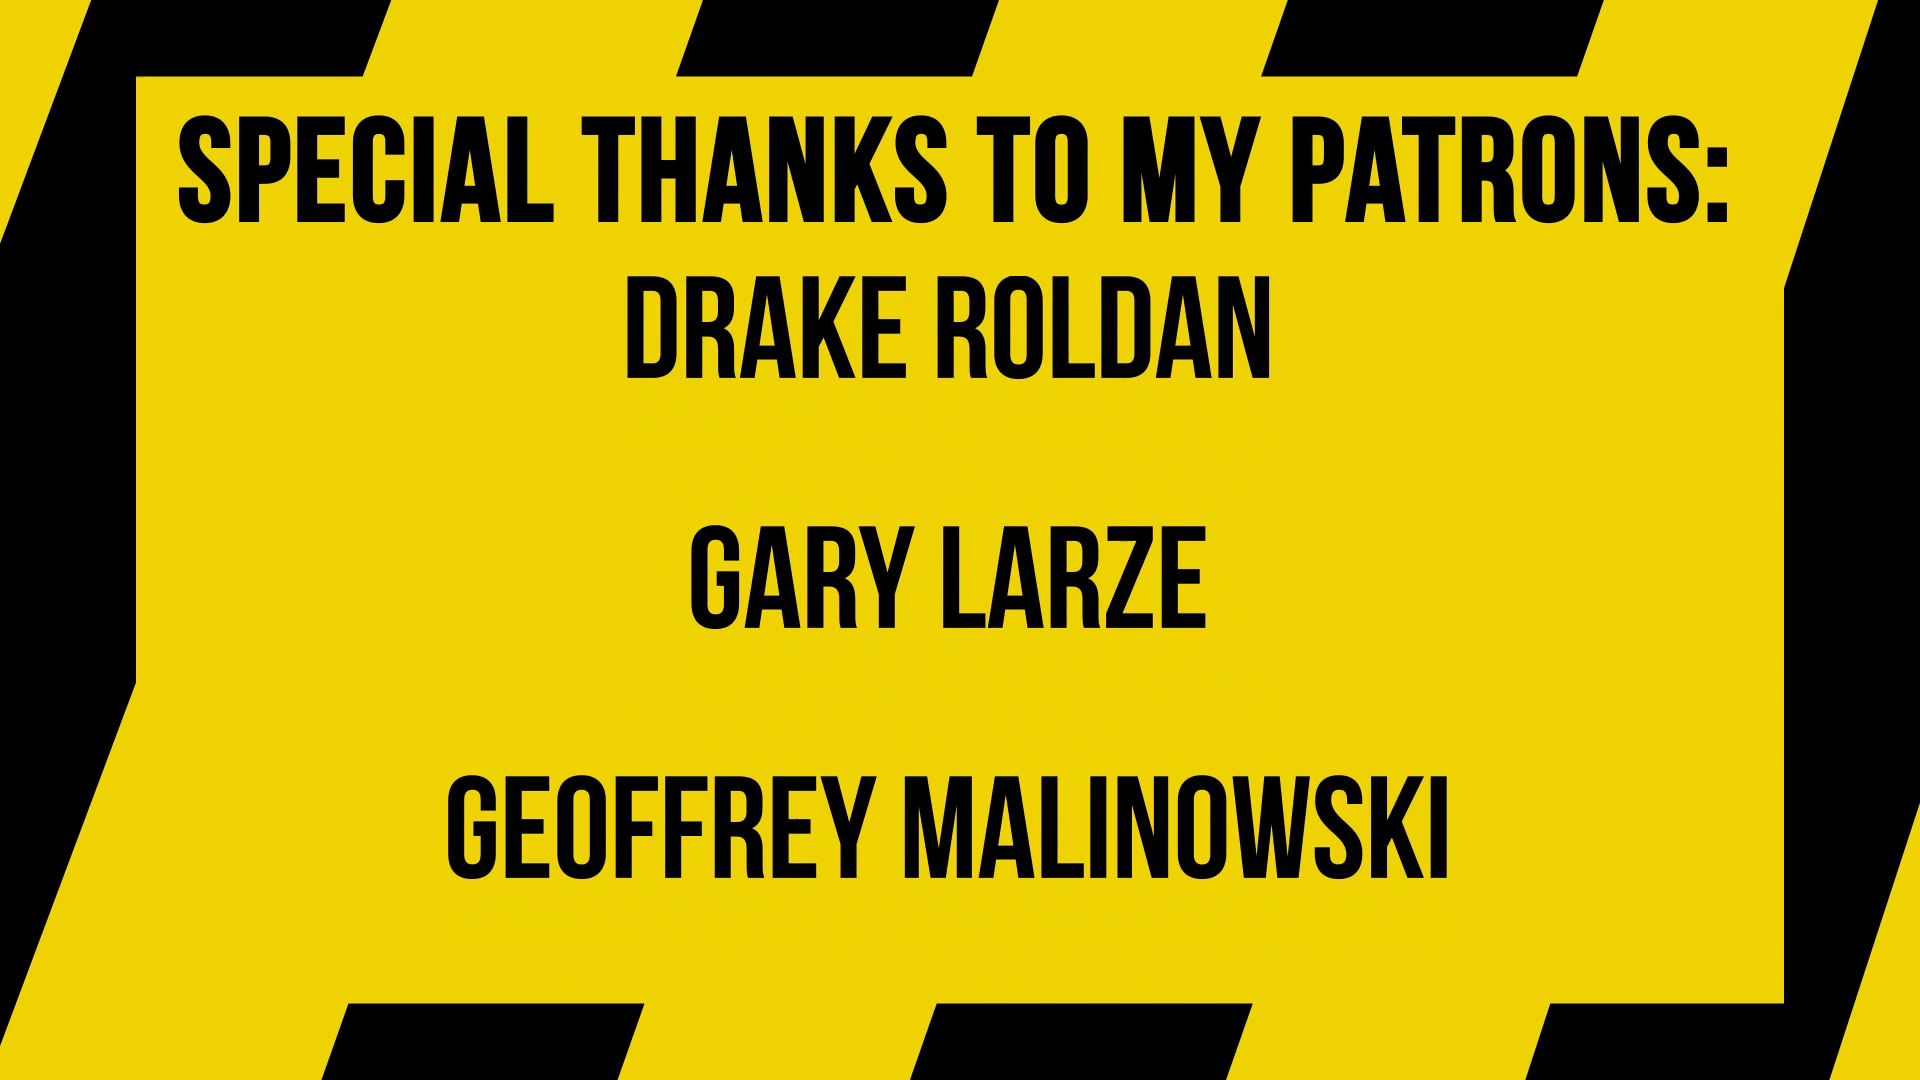 SPECIAL THANKS TO MY PATRONS:
DRAKE ROLDAN
GARY LARZE
GEOFFREY MALINOWSKI